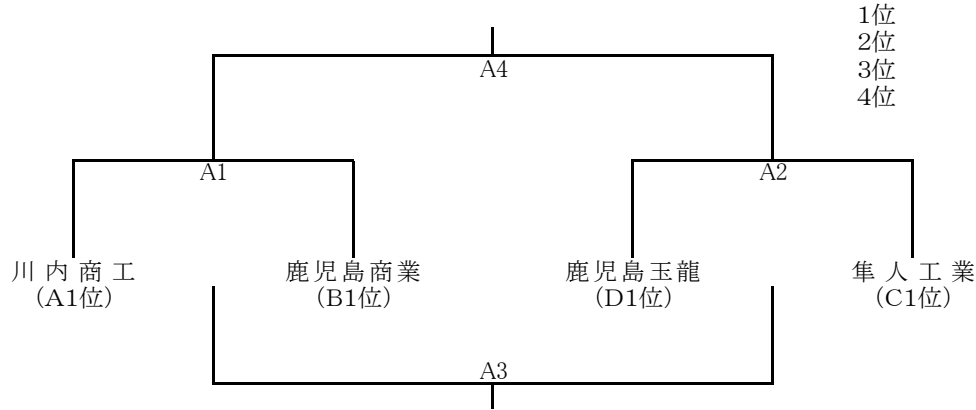 1位
2位
3位
4位
A4
A1
A2
川内商工
(A1位)
鹿児島商業
(B1位)
鹿児島玉龍
(D1位)
隼人工業
(C1位)
A3